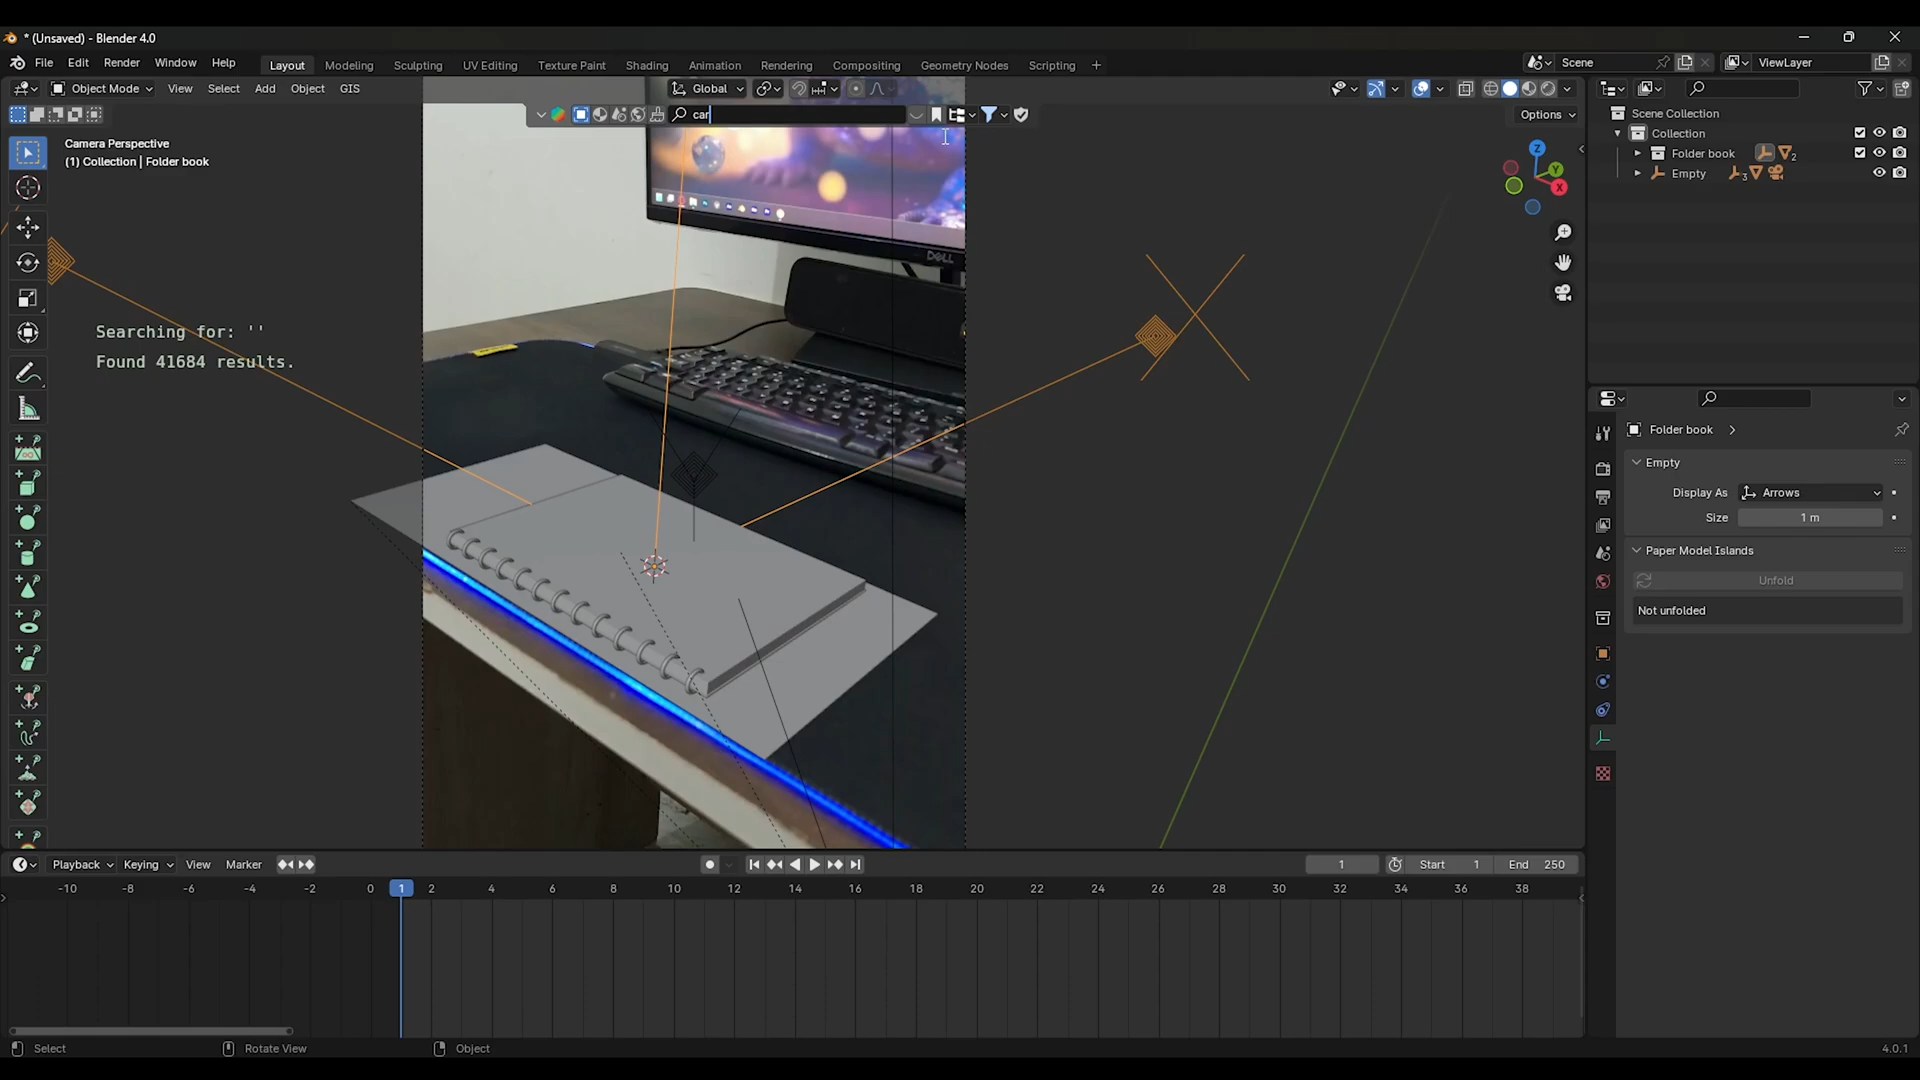 * (Unsaved) - Blender 4.0
File Edit Render Window Help
Layout Modeling Sculpting UV Editing Texture Paint Shading Animation Rendering Compositing Geometry Nodes Scripting +
Scene ViewLayer
Object Mode View Select Add Object GIS
Global
car
Options
Camera Perspective
(1) Collection | Folder book
Searching for: ''
Found 41684 results.
DELL
Z
Y
X
Scene Collection
Collection
Folder book 2
Empty 3
Folder book
Empty
Display As Arrows
Size 1 m
Paper Model Islands
Unfold
Not unfolded
Playback Keying View Marker
1 Start 1 End 250
-10 -8 -6 -4 -2 0 1 2 4 6 8 10 12 14 16 18 20 22 24 26 28 30 32 34 36 38
Select Rotate View Object
4.0.1